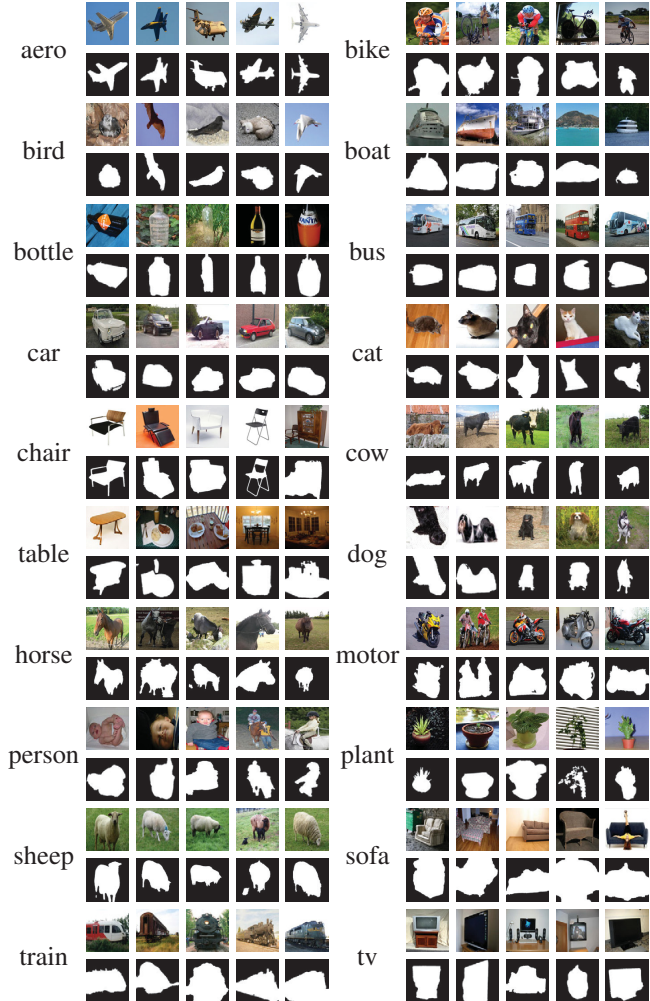 aero
bike
bird
boat
bottle
bus
car
cat
chair
cow
table
dog
horse
motor
person
plant
sheep
sofa
train
tv